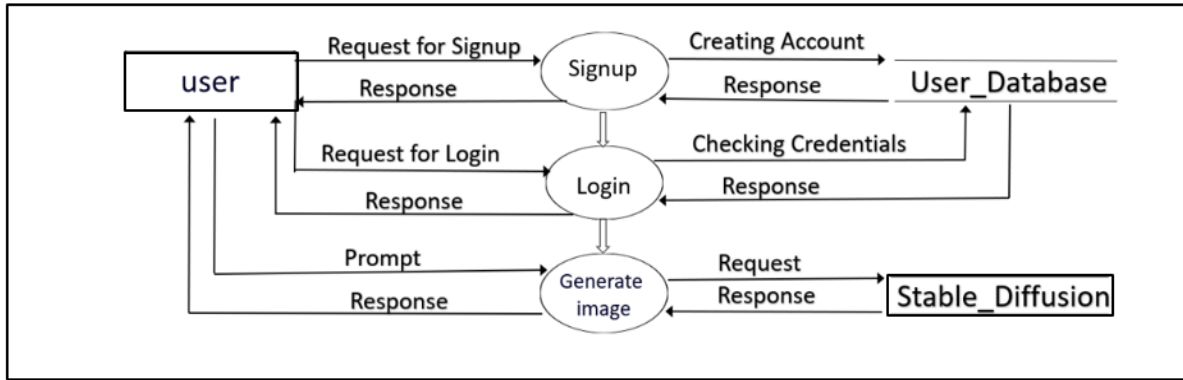 Request for Signup
Creating Account
user
Signup
Response
Response
User_Database
Request for Login
Checking Credentials
Login
Response
Response
Prompt
Request
Generate
image
Response
Response
Stable_Diffusion